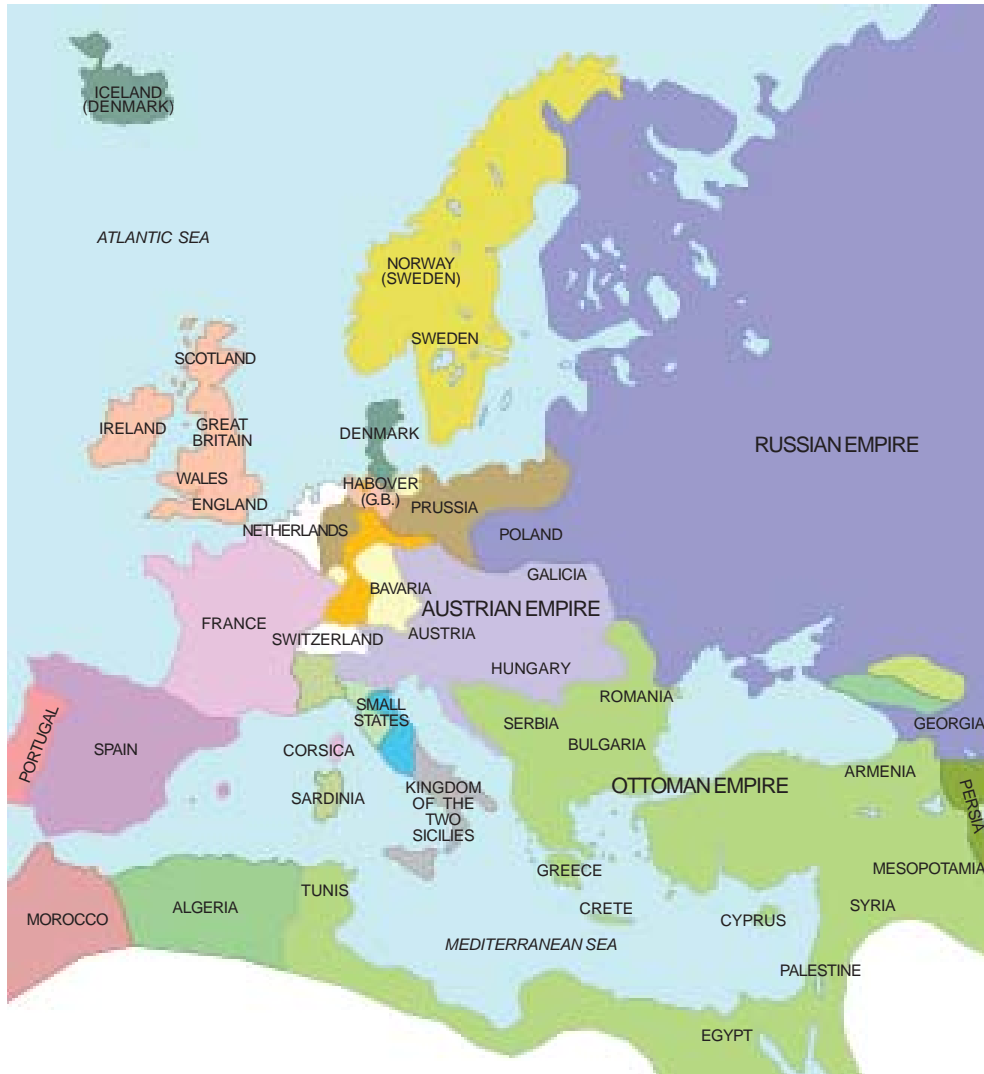 ICELAND
(DENMARK)
ATLANTIC SEA
NORWAY
(SWEDEN)
SWEDEN
SCOTLAND
IRELAND
GREAT
BRITAIN
DENMARK
RUSSIAN EMPIRE
WALES
HABOVER
(G.B.)
ENGLAND
PRUSSIA
NETHERLANDS
POLAND
GALICIA
BAVARIA
AUSTRIAN EMPIRE
FRANCE
SWITZERLAND
AUSTRIA
HUNGARY
ROMANIA
SMALL
STATES
PORTUGAL
SPAIN
CORSICA
SERBIA
BULGARIA
GEORGIA
ARMENIA
OTTOMAN EMPIRE
PERSIA
SARDINIA
KINGDOM
OF THE
TWO
SICILIES
GREECE
MESOPOTAMIA
TUNIS
ALGERIA
MOROCCO
CRETE
CYPRUS
SYRIA
MEDITERRANEAN SEA
PALESTINE
EGYPT